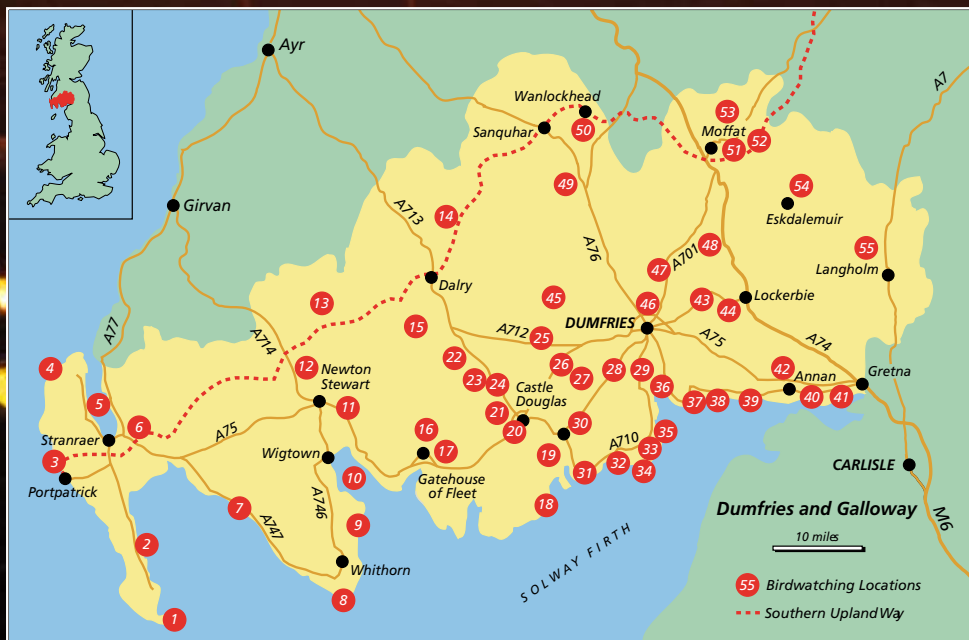 Ayr
A7
Wanlockhead
53
Sanquhar
50
Moffat
51
52
49
54
Girvan
A713
14
Eskdalemuir
A76
A701
48
55
Langholm
47
Dalry
13
45
46
43
44
Lockerbie
A77
A714
15
DUMFRIES
A712
25
A75
A74
4
12
Newton
Stewart
22
23
24
26
27
28
29
36
42
Annan
Gretna
5
11
Castle
Douglas
37
38
39
40
41
6
A75
16
21
20
30
Stranraer
17
A710
35
3
Wigtown
19
33
Portpatrick
10
Gatehouse
of Fleet
31
32
34
CARLISLE
7
A747
A746
18
Dumfries and Galloway
M6
9
SOLWAY FIRTH
10 miles
2
Whithorn
55 Birdwatching Locations
8
1
Southern Upland Way